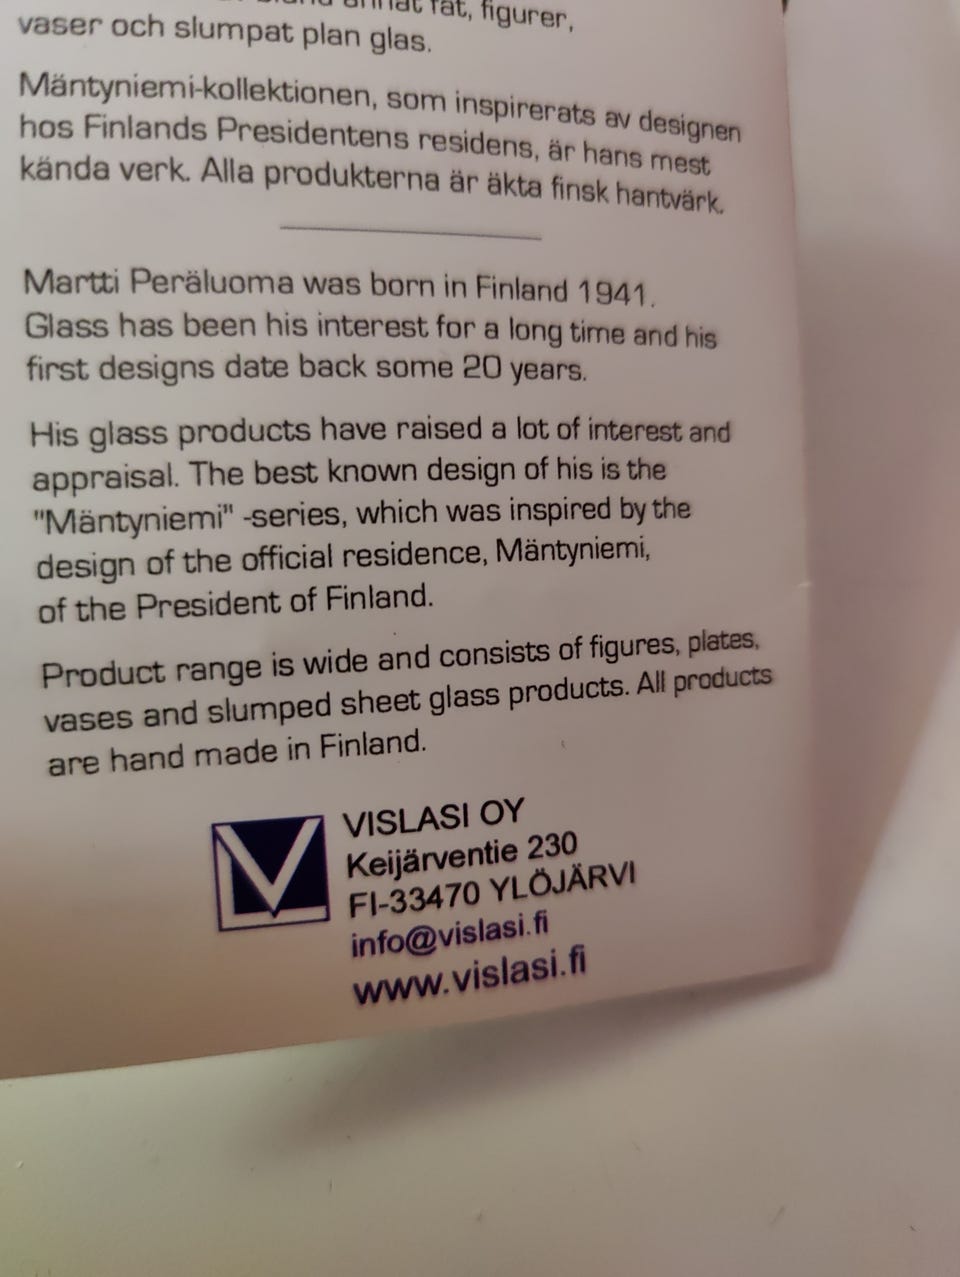 annat fat, figurer,
vaser och slumpat plan glas.
Mäntyniemi-kollektionen, som inspirerats av designen
hos Finlands Presidentens residens, är hans mest
kända verk. Alla produkterna är äkta finsk hantvärk.
Martti Peräluoma was born in Finland 1941.
Glass has been his interest for a long time and his
first designs date back some 20 years.
His glass products have raised a lot of interest and
appraisal. The best known design of his is the
"Mäntyniemi" -series, which was inspired by the
design of the official residence, Mäntyniemi,
of the President of Finland.
Product range is wide and consists of figures, plates,
vases and slumped sheet glass products. All products
are hand made in Finland.
VISLASI OY
Keijärventie 230
FI-33470 YLÖJÄRVI
info@vislasi.fi
www.vislasi.fi